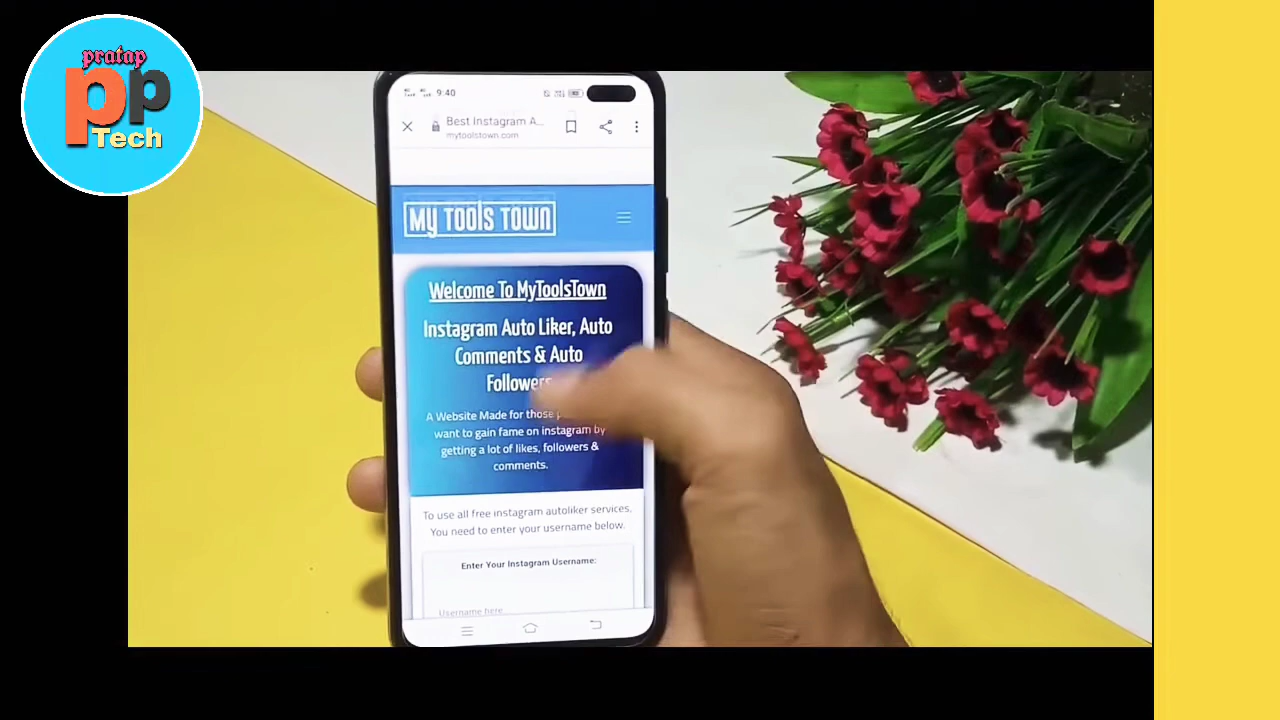 pratap
pp
Tech
9:40
Best Instagram A...
mytoolstown.com
My Tools Town
Welcome To MyToolsTown
Instagram Auto Liker, Auto
Comments & Auto
Followers
A Website Made for those
want to gain fame on instagram by
getting a lot of likes, followers &
comments.
To use all free instagram autoliker services,
You need to enter your username below.
Enter Your Instagram Username:
Username here